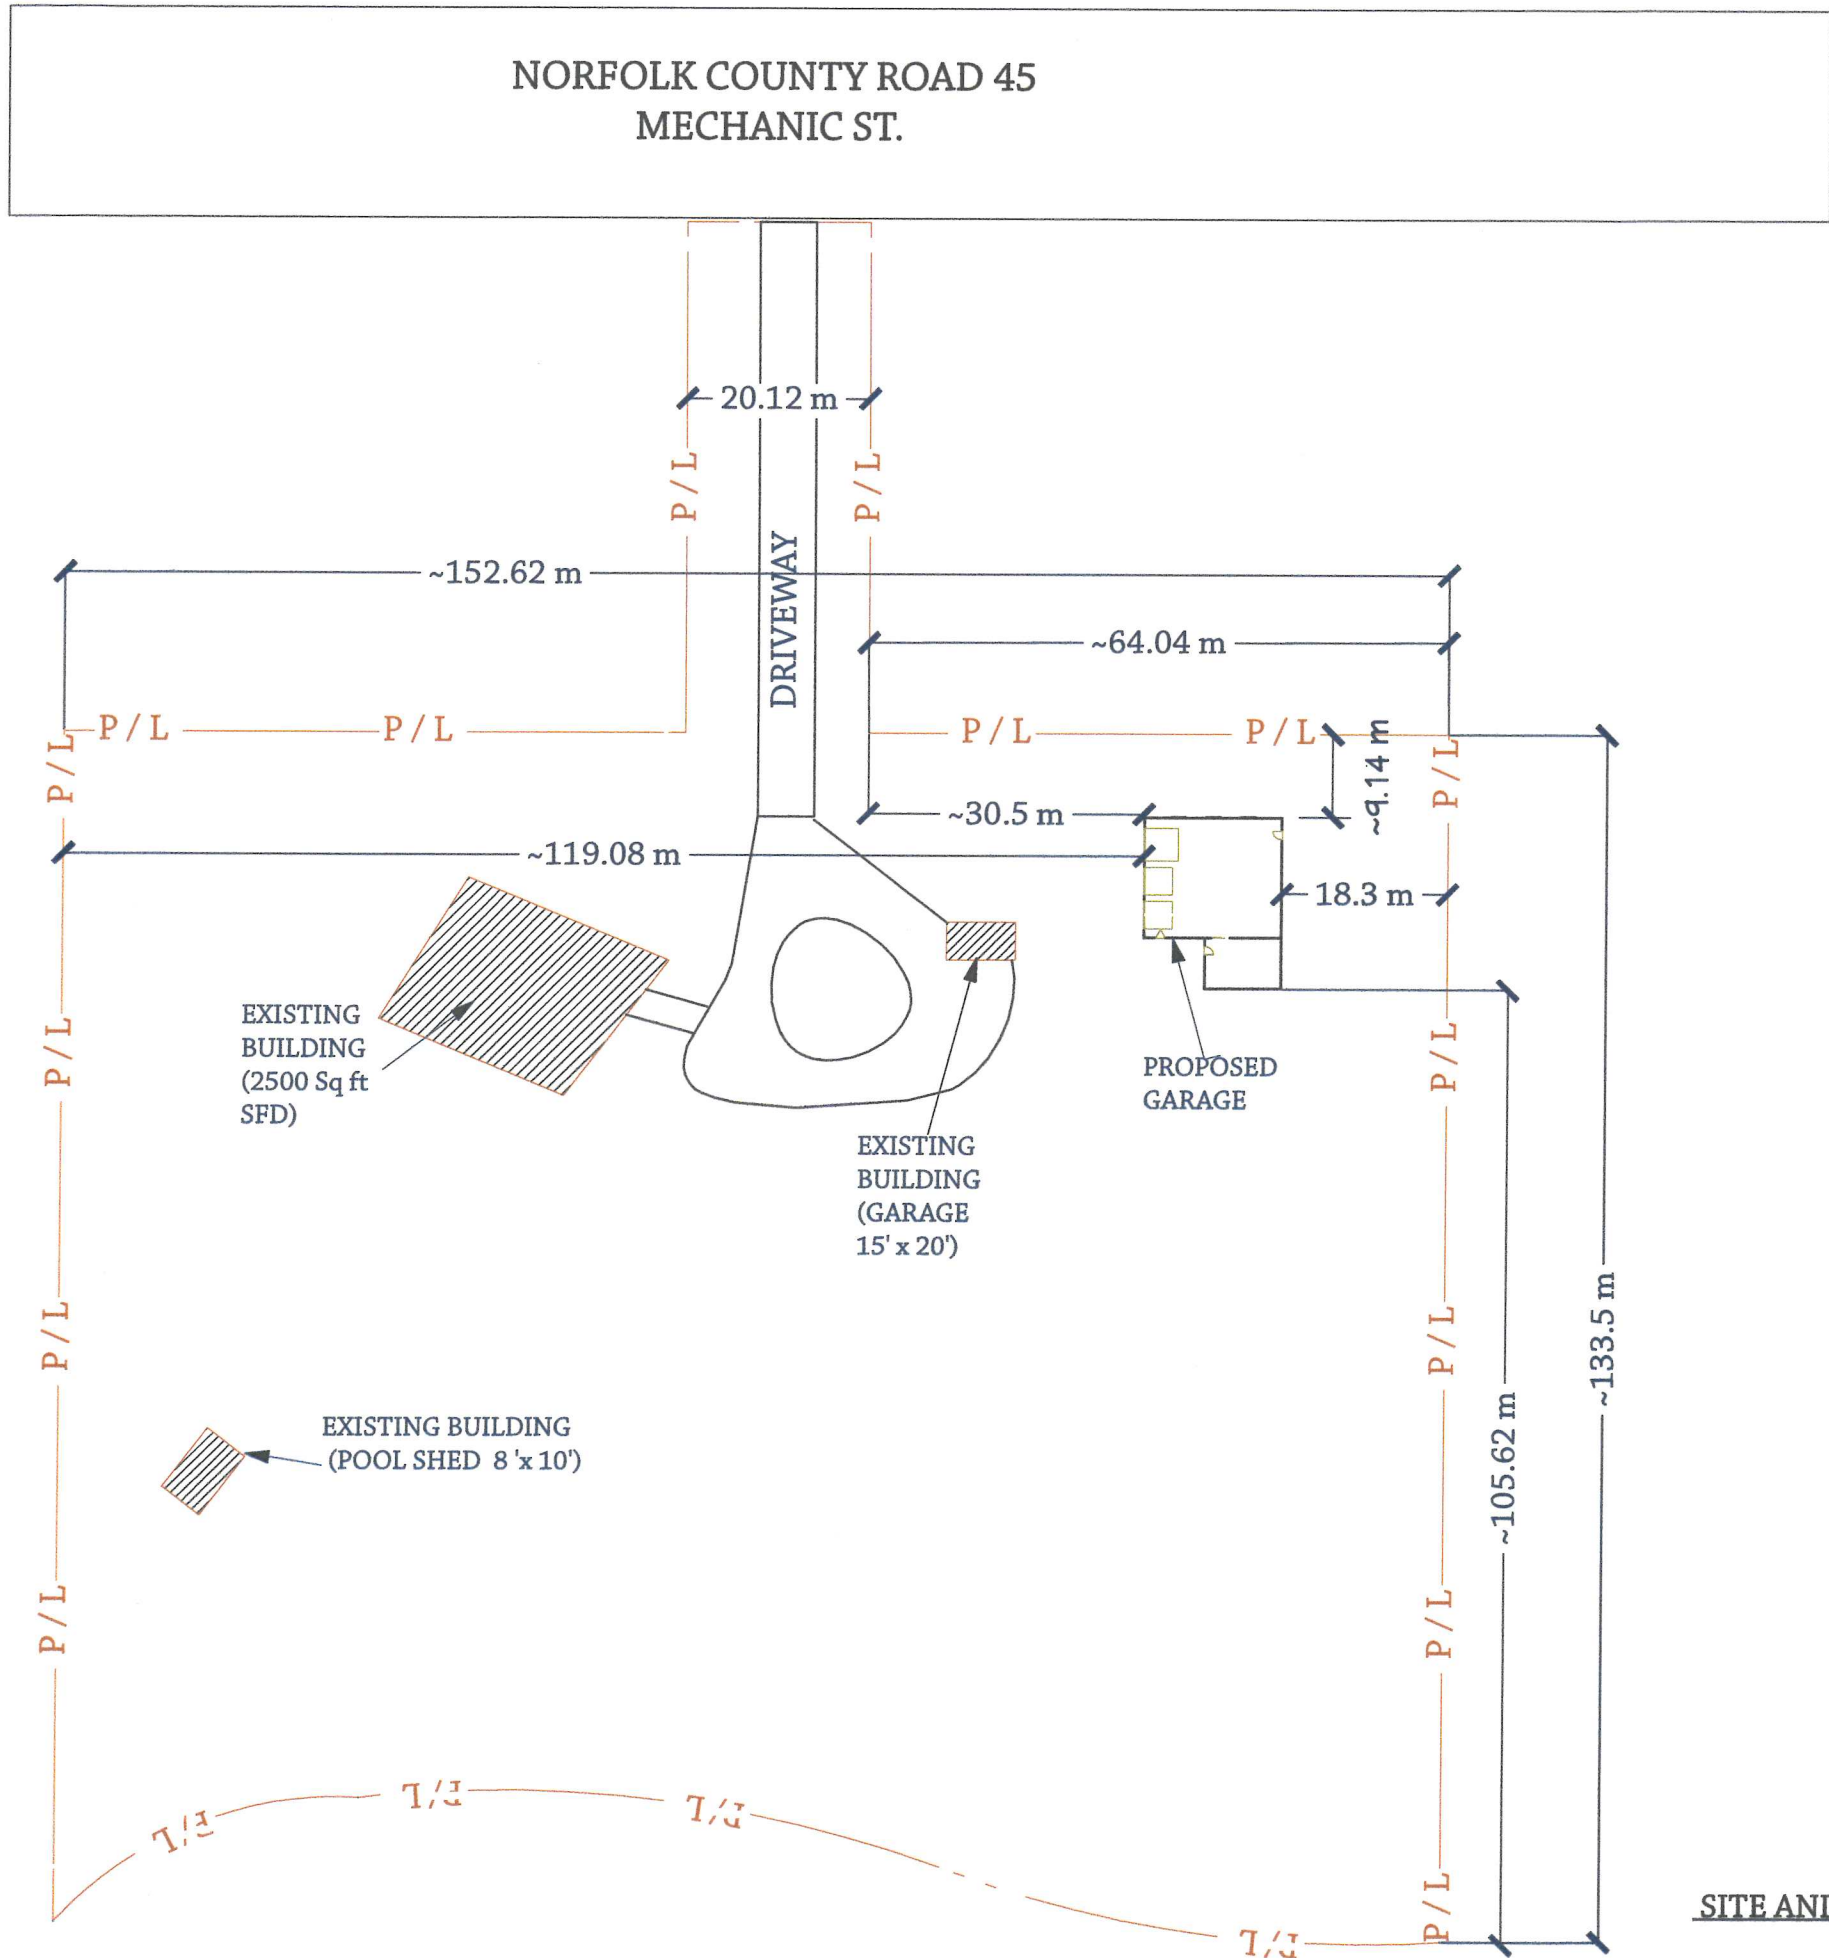 NORFOLK COUNTY ROAD 45
MECHANIC ST.
20.12 m
P / L
P / L
DRIVEWAY
~152.62 m
~64.04 m
P / L
P / L
P / L
P / L
P / L
P / L
~9.14 m
~30.5 m
~119.08 m
18.3 m
EXISTING
BUILDING
(2500 Sq ft
SFD)
P / L
P / L
PROPOSED
GARAGE
EXISTING
BUILDING
(GARAGE
15' x 20')
P / L
P / L
~133.5 m
~105.62 m
EXISTING BUILDING
(POOL SHED 8 'x 10')
P / L
P / L
P / L
P / L
P / L
P / L
P / L
SITE AN